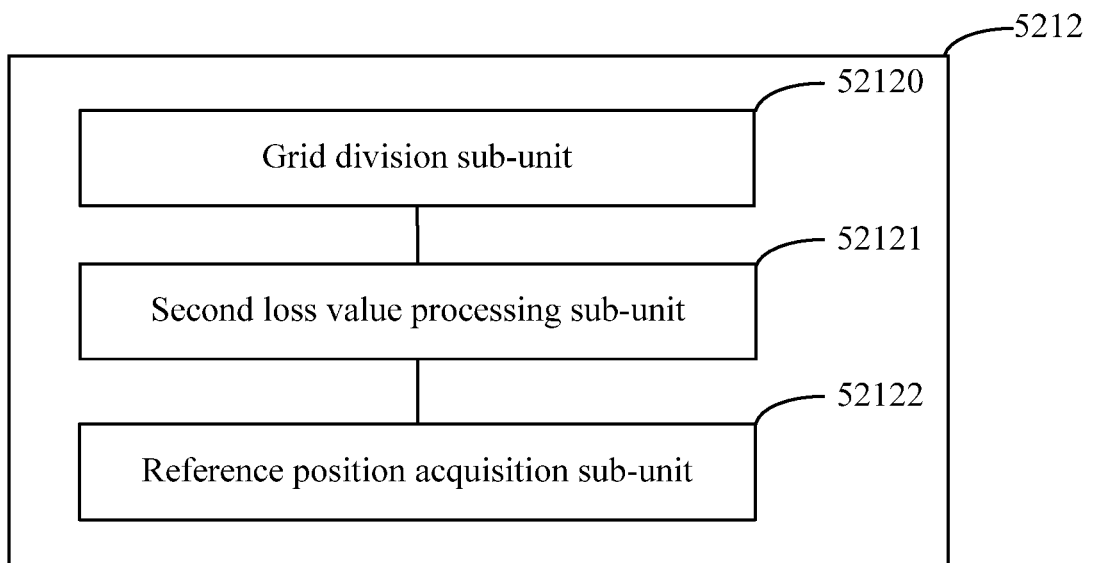 5212
52120
Grid division sub-unit
52121
Second loss value processing sub-unit
52122
Reference position acquisition sub-unit